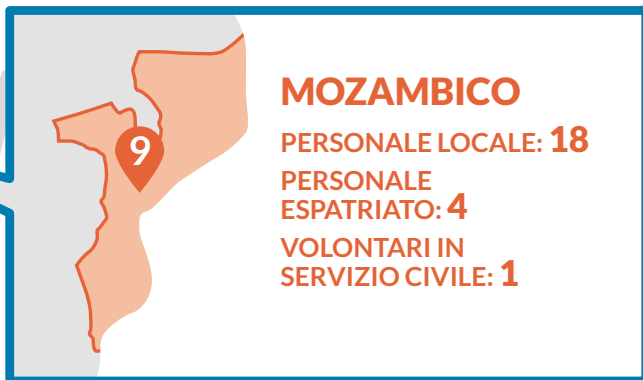 9
MOZAMBICO
PERSONALE LOCALE: 18
PERSONALE
ESPATRIATO: 4
VOLONTARI IN
SERVIZIO CIVILE: 1